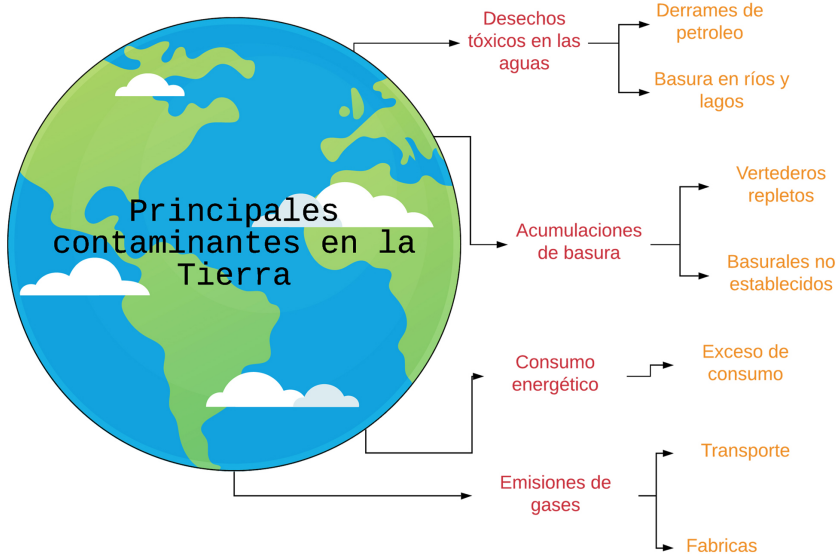 Principales
contaminantes en la
Tierra
Desechos
tóxicos en las
aguas
Derrames de
petroleo
Basura en ríos y
lagos
Acumulaciones
de basura
Vertederos
repletos
Basurales no
establecidos
Consumo
energético
Exceso de
consumo
Emisiones de
gases
Transporte
Fabricas